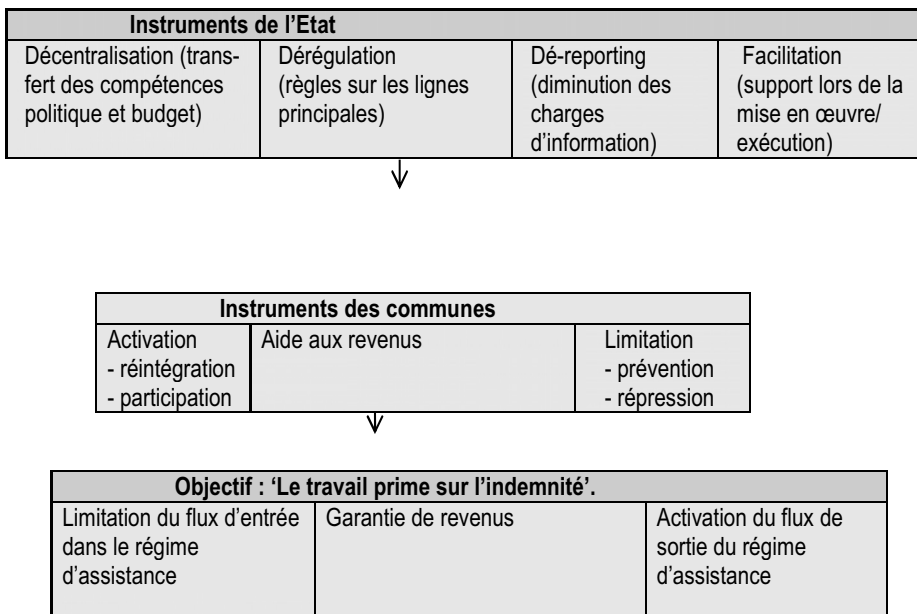 Instruments de l'Etat
Décentralisation (trans-
fert des compétences
politique et budget)
Dérégulation
(règles sur les lignes
principales)
Dé-reporting
(diminution des
charges
d'information)
Facilitation
(support lors de la
mise en œuvre/
exécution)
Instruments des communes
Activation
- réintégration
- participation
Aide aux revenus
Limitation
- prévention
- répression
Objectif : ‘Le travail prime sur l'indemnité’.
Limitation du flux d'entrée
dans le régime
d'assistance
Garantie de revenus
Activation du flux de
sortie du régime
d'assistance